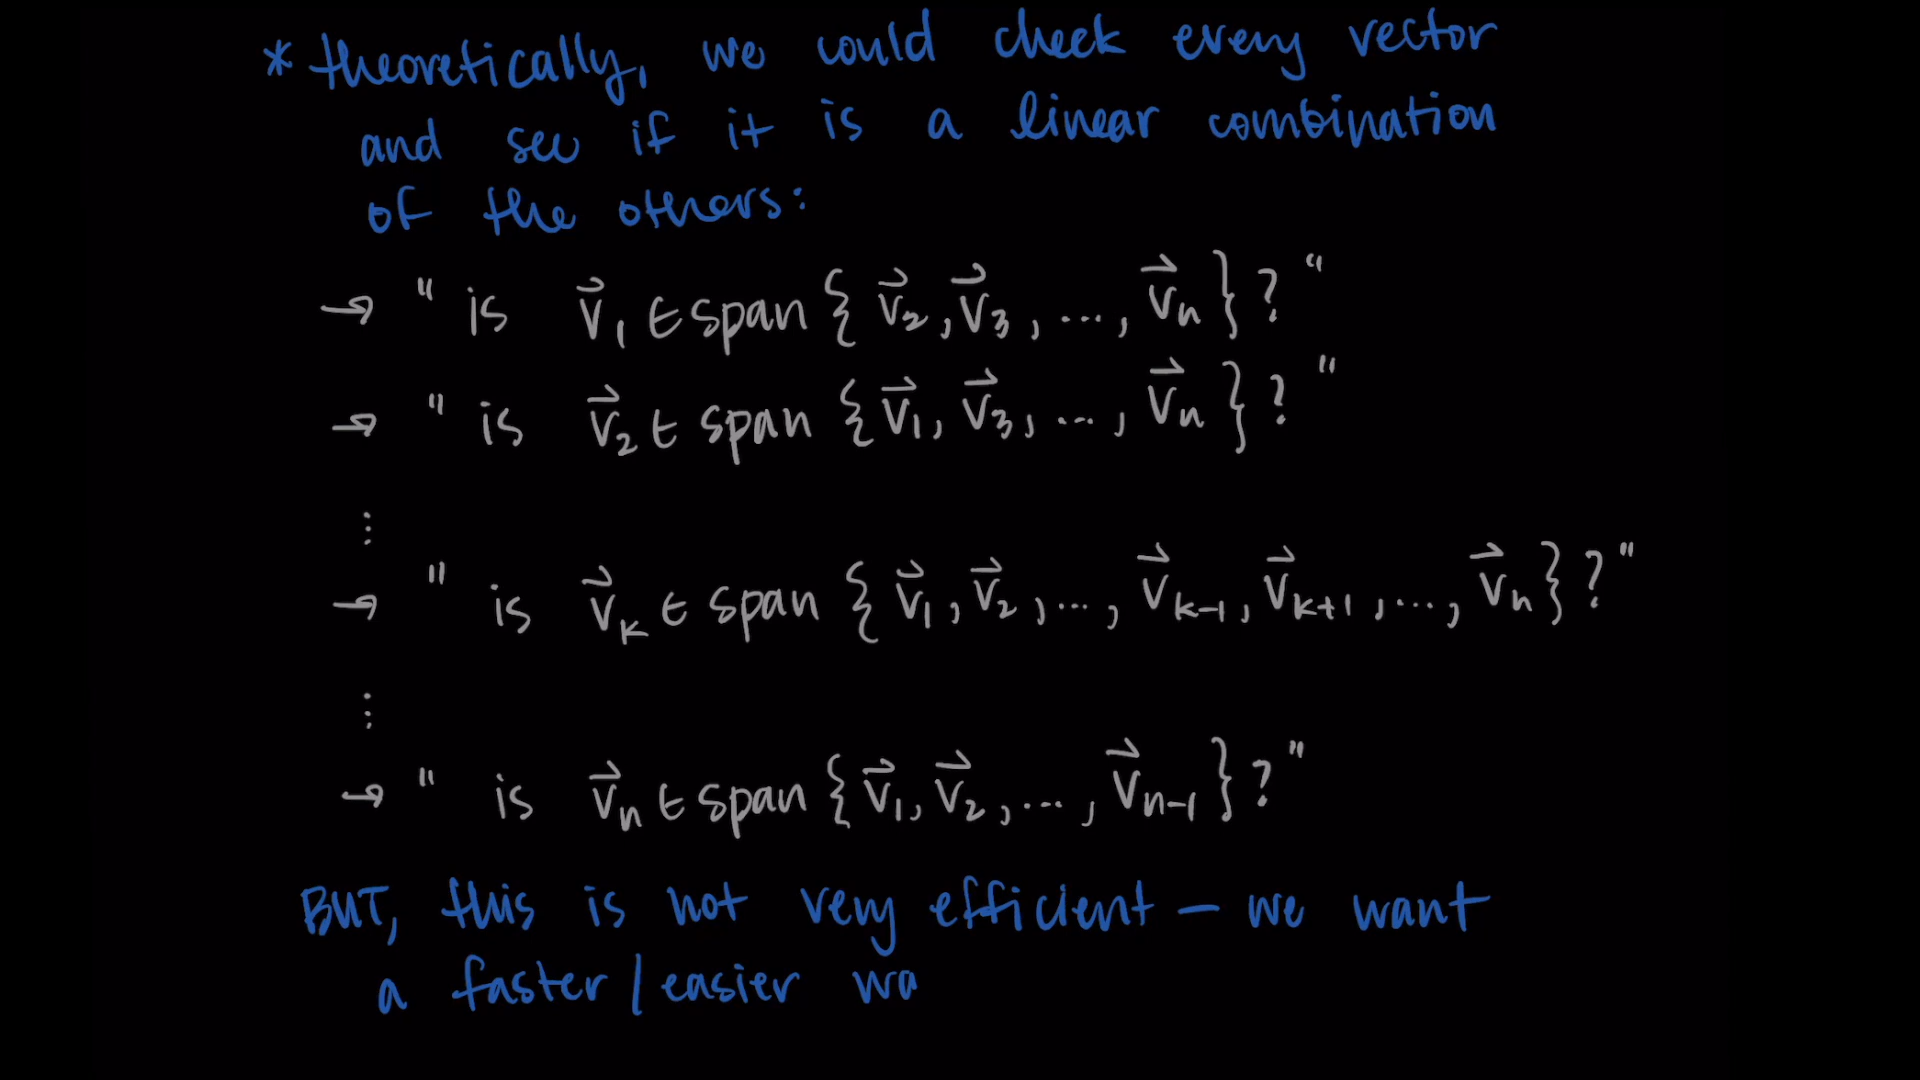 * theoretically, we could check every vector
and see if it is a linear combination
of the others:
→ " is v⃗₁ ∈ span { v⃗₂, v⃗₃, ..., v⃗ₙ } ? "
→ " is v⃗₂ ∈ span { v⃗₁, v⃗₃, ..., v⃗ₙ } ? "
⋮
→ " is v⃗ₖ ∈ span { v⃗₁, v⃗₂, ..., v⃗ₖ₋₁, v⃗ₖ₊₁, ..., v⃗ₙ } ? "
⋮
→ " is v⃗ₙ ∈ span { v⃗₁, v⃗₂, ..., v⃗ₙ₋₁ } ? "
BUT, this is not very efficient – we want
a faster / easier wa